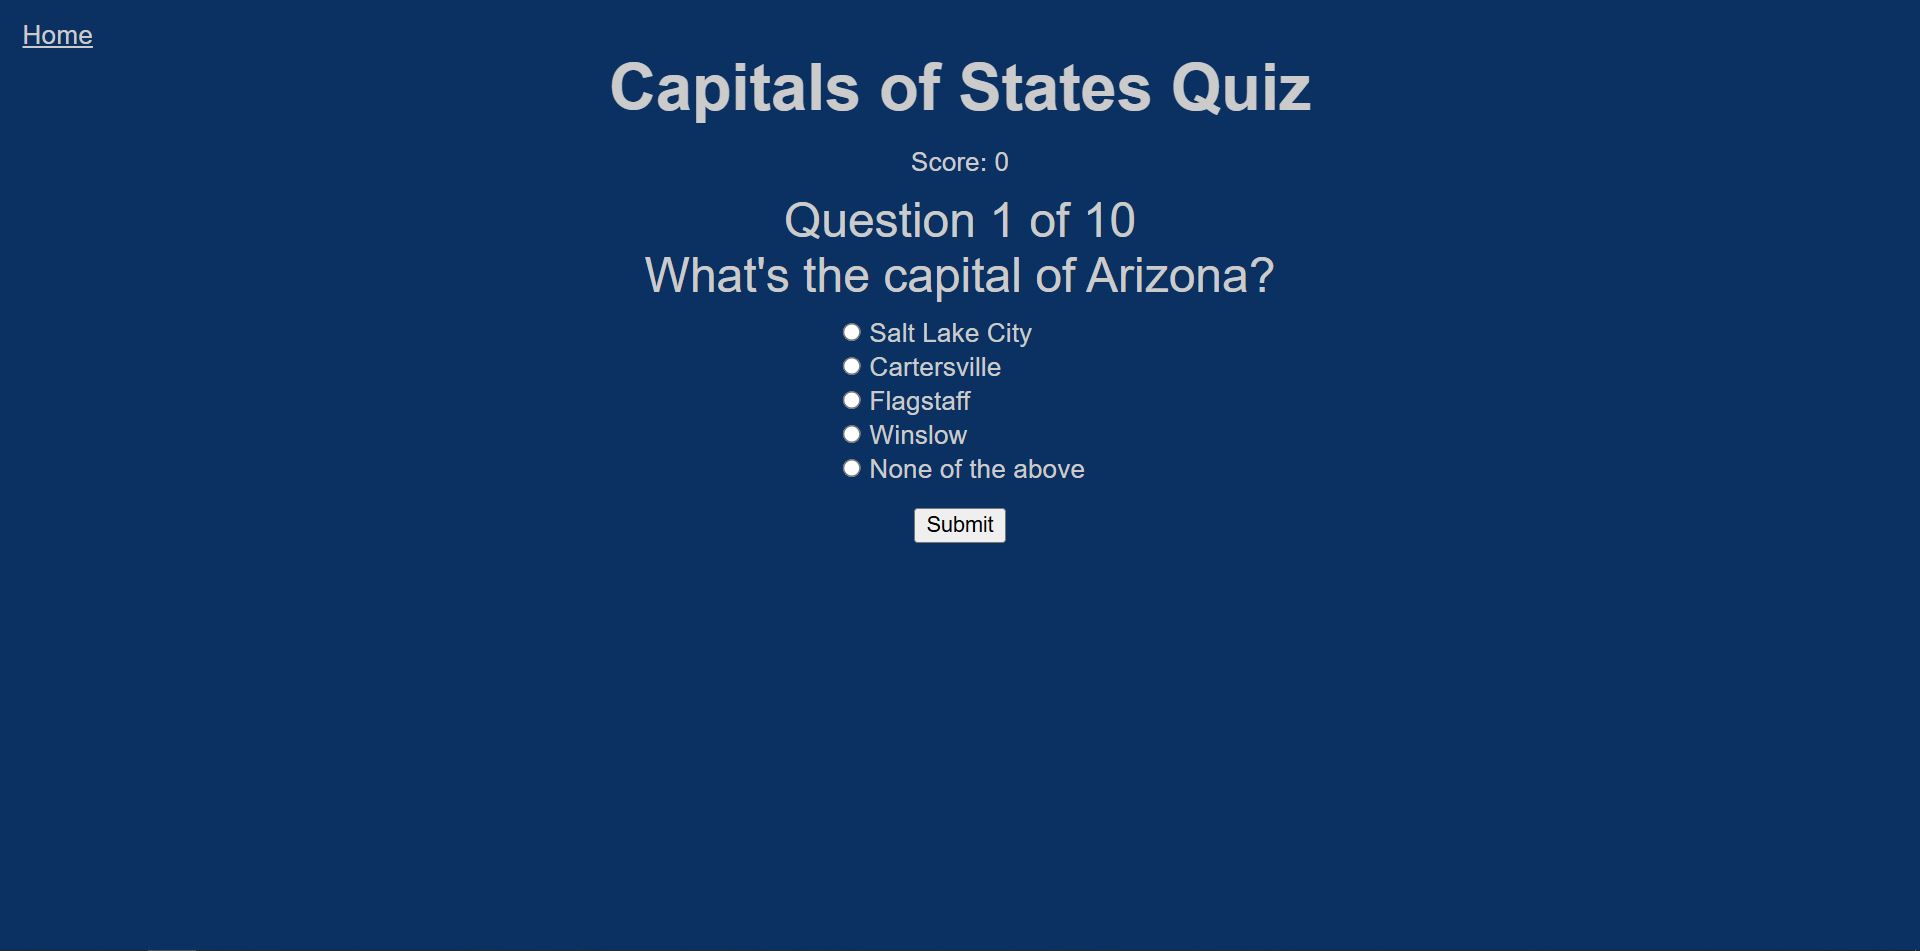 Home
Capitals of States Quiz
Score: 0
Question 1 of 10
What's the capital of Arizona?
Salt Lake City
Cartersville
Flagstaff
Winslow
None of the above
Submit